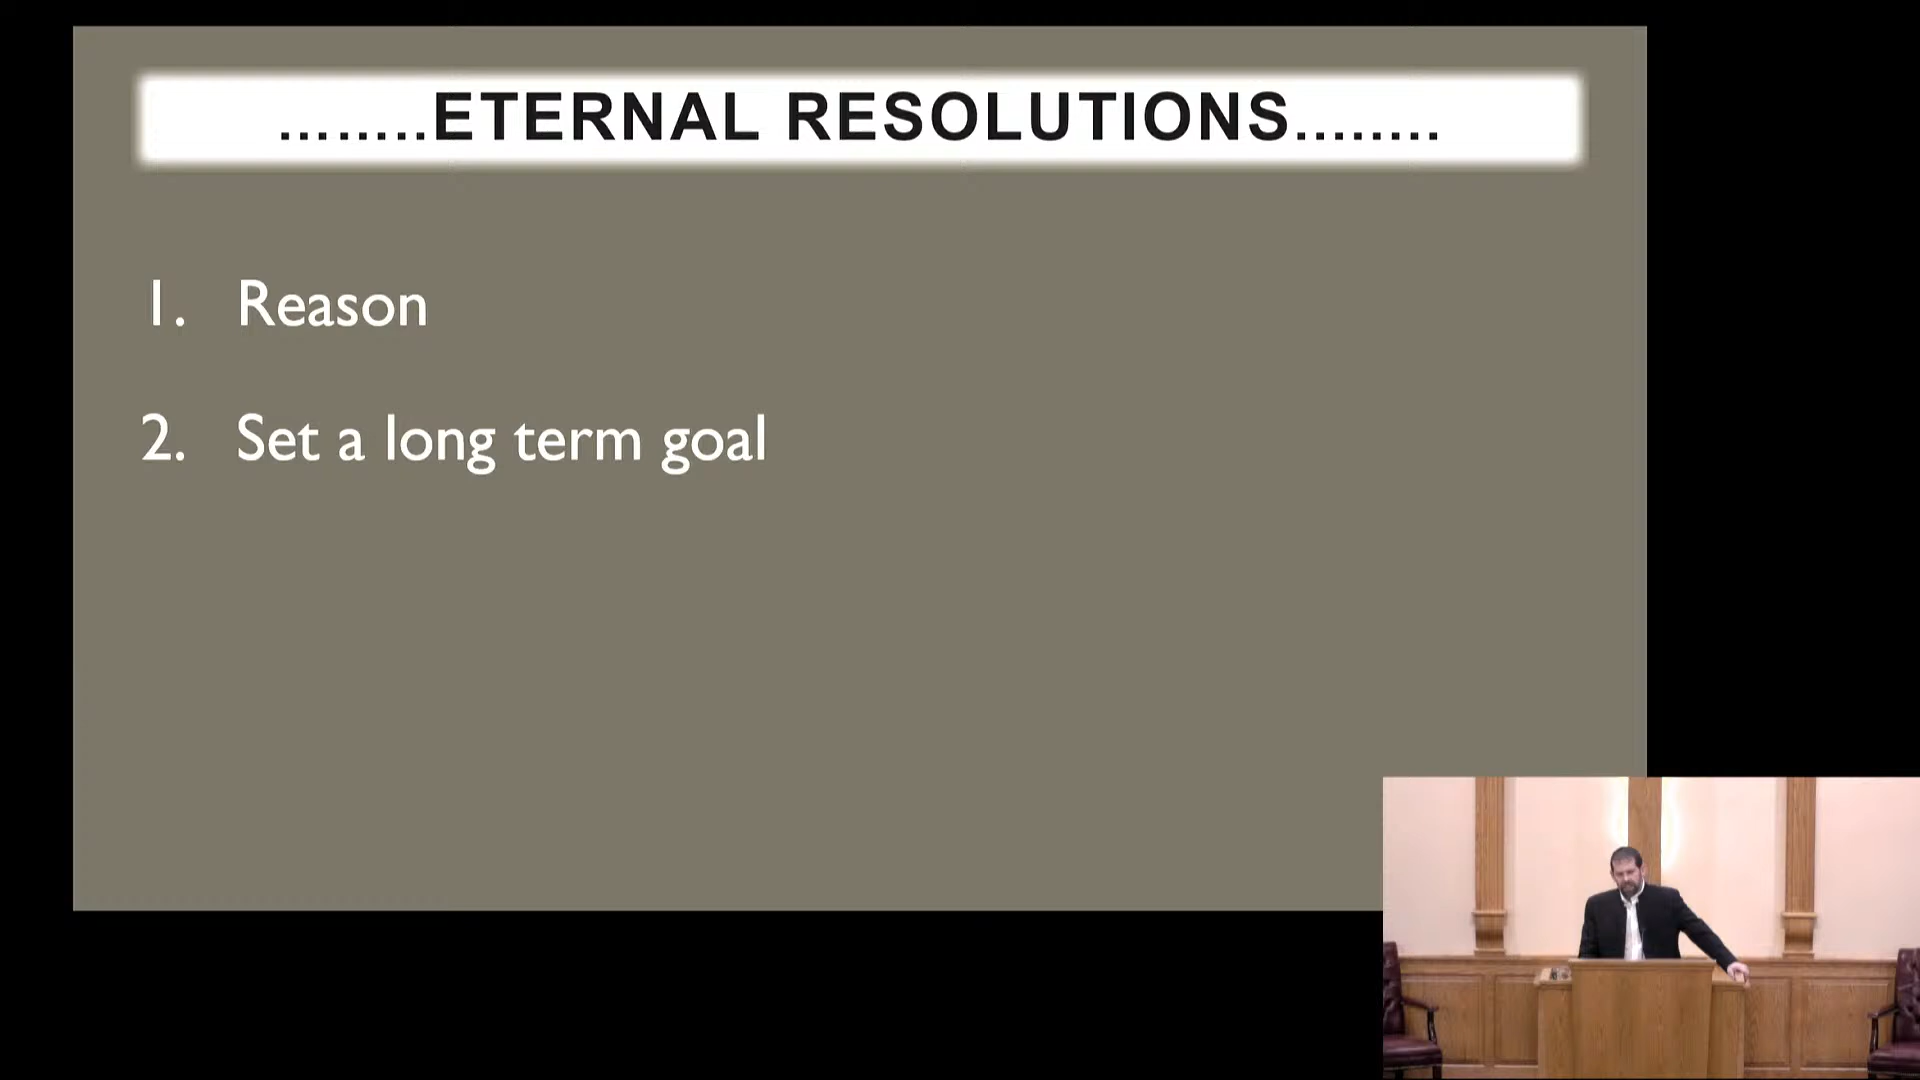 ........ETERNAL RESOLUTIONS........
1. Reason
2. Set a long term goal